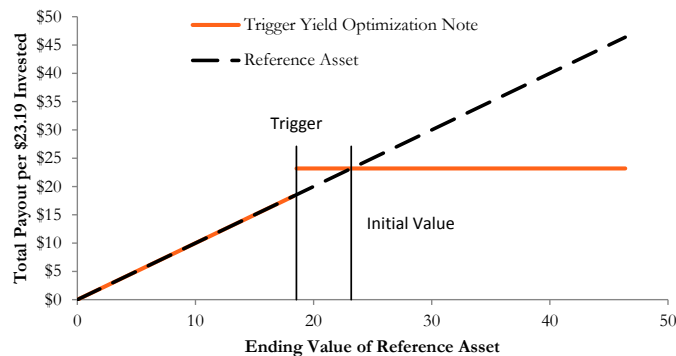 $50
Trigger Yield Optimization Note
$45
Reference Asset
$40
$35
Trigger
$30
$25
$20
Initial Value
$15
$10
$5
$0
0 10 20 30 40 50
Total Payout per $23.19 Invested
Ending Value of Reference Asset